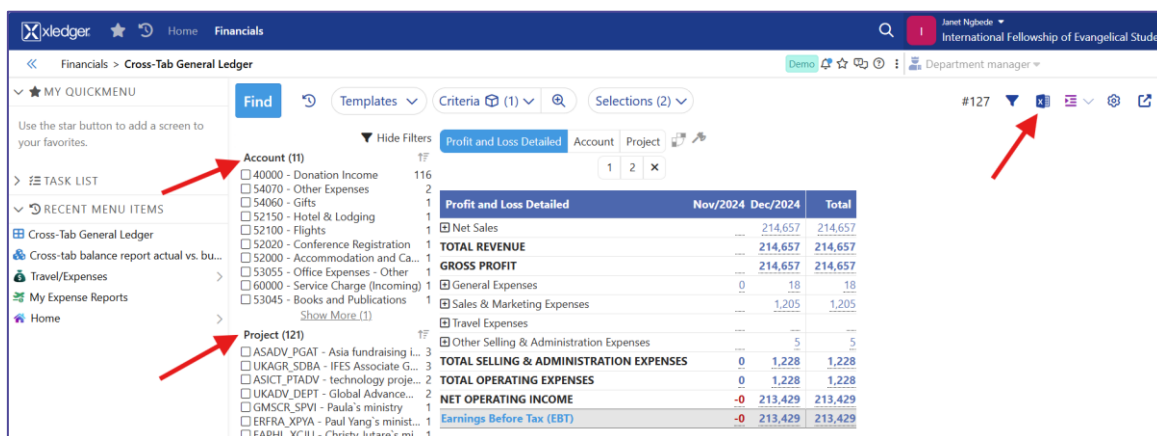 xledger Home Financials
Janet Ngbede
International Fellowship of Evangelical Stude
Financials > Cross-Tab General Ledger
Demo
Department manager
MY QUICKMENU
Use the star button to add a screen to
your favorites.
TASK LIST
RECENT MENU ITEMS
Cross-Tab General Ledger
Cross-tab balance report actual vs. bu...
Travel/Expenses
My Expense Reports
Home
Find Templates Criteria (1) Selections (2) #127
Hide Filters
Account (11)
40000 - Donation Income 116
54070 - Other Expenses 2
54060 - Gifts 1
52150 - Hotel & Lodging 1
52100 - Flights 1
52020 - Conference Registration 1
52000 - Accommodation and Ca... 1
53055 - Office Expenses - Other 1
60000 - Service Charge (Incoming) 1
53045 - Books and Publications 1
Show More (1)
Project (121)
ASADV_PGAT - Asia fundraising i... 3
UKAGR_SDBA - IFES Associate G... 3
ASICT_PTADV - technology proje... 2
UKADV_DEPT - Global Advance... 2
GMSCR_SPVI - Paula's ministry 1
ERFRA_XPYA - Paul Yang's minist... 1
EAPHL_XCJU - Christy Jutare's mi... 1
Profit and Loss Detailed Account Project
1 2 ×
Profit and Loss Detailed Nov/2024 Dec/2024 Total
Net Sales 214,657 214,657
TOTAL REVENUE 214,657 214,657
GROSS PROFIT 214,657 214,657
General Expenses 0 18 18
Sales & Marketing Expenses 1,205 1,205
Travel Expenses
Other Selling & Administration Expenses 5 5
TOTAL SELLING & ADMINISTRATION EXPENSES 0 1,228 1,228
TOTAL OPERATING EXPENSES 0 1,228 1,228
NET OPERATING INCOME -0 213,429 213,429
Earnings Before Tax (EBT) -0 213,429 213,429